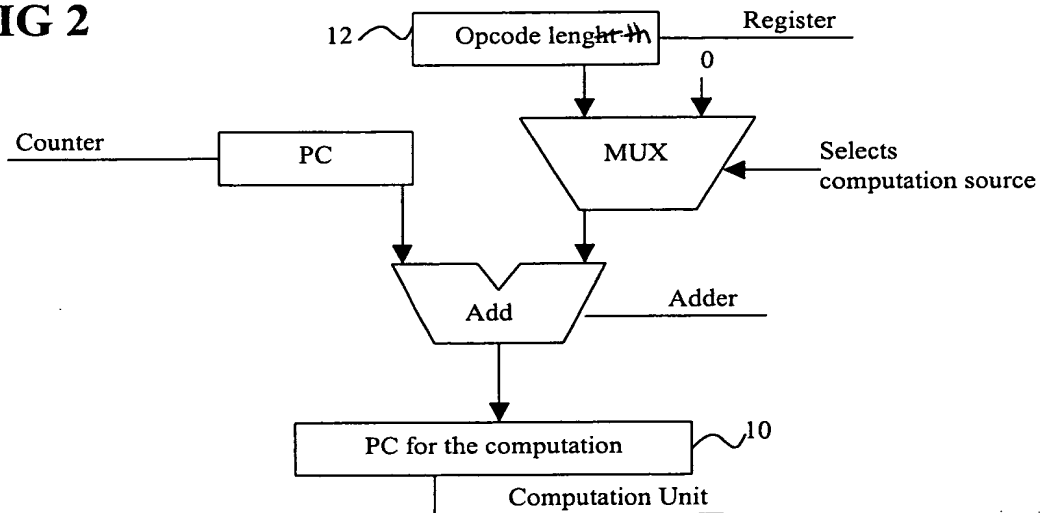 IG 2
12
Opcode lenght th
Register
0
Counter
PC
MUX
Selects
computation source
Add
Adder
PC for the computation
10
Computation Unit